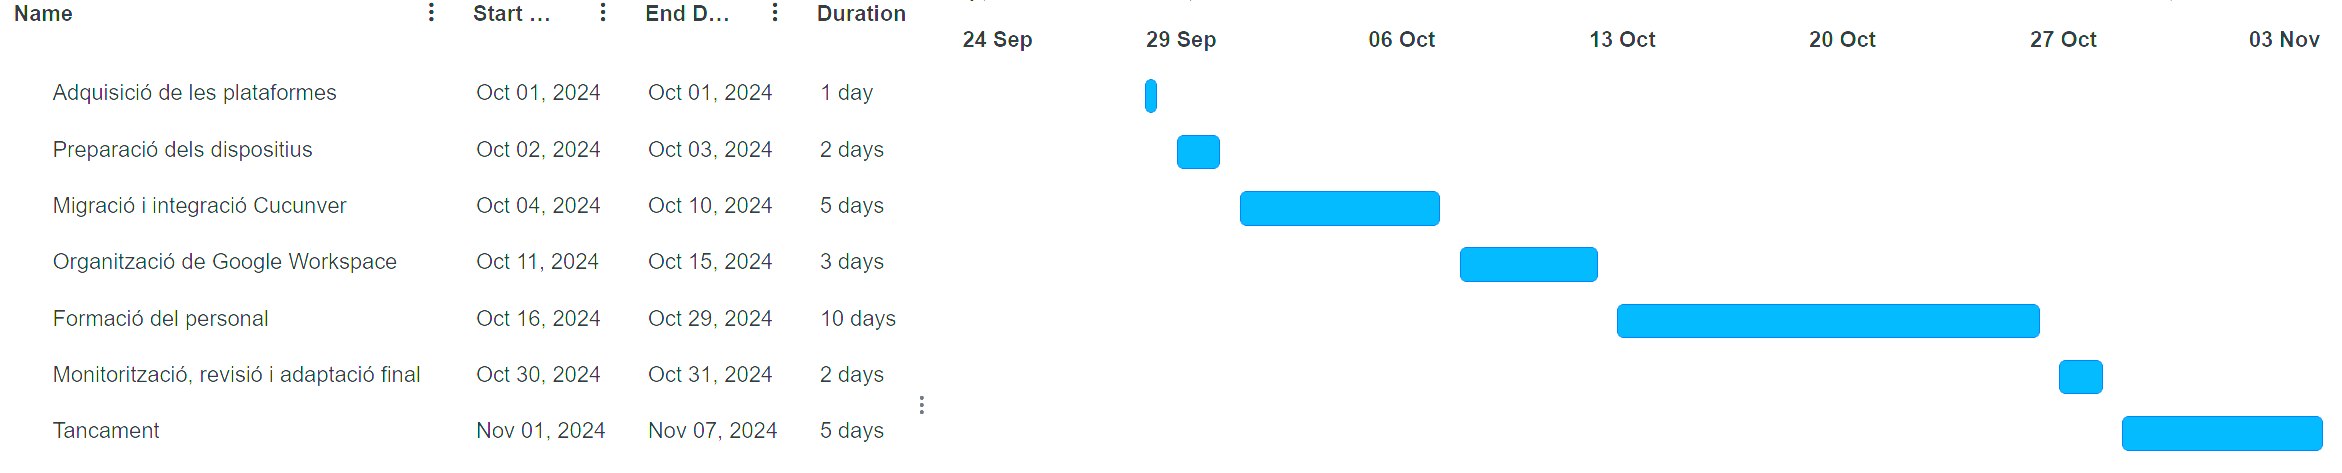 Name Start ... End D... Duration
24 Sep 29 Sep 06 Oct 13 Oct 20 Oct 27 Oct 03 Nov
Adquisició de les plataformes Oct 01, 2024 Oct 01, 2024 1 day
Preparació dels dispositius Oct 02, 2024 Oct 03, 2024 2 days
Migració i integració Cucunver Oct 04, 2024 Oct 10, 2024 5 days
Organització de Google Workspace Oct 11, 2024 Oct 15, 2024 3 days
Formació del personal Oct 16, 2024 Oct 29, 2024 10 days
Monitorització, revisió i adaptació final Oct 30, 2024 Oct 31, 2024 2 days
Tancament Nov 01, 2024 Nov 07, 2024 5 days